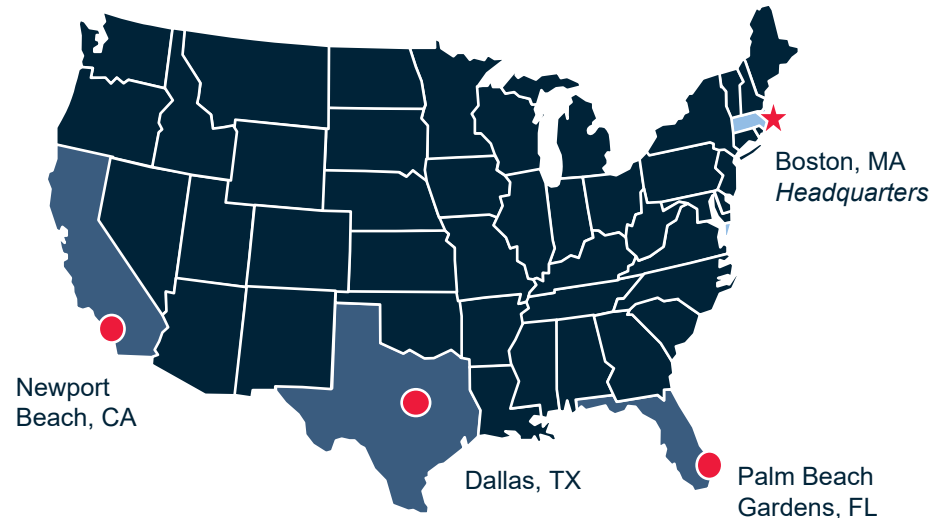 Boston, MA
Headquarters
Newport
Beach, CA
Dallas, TX
Palm Beach
Gardens, FL